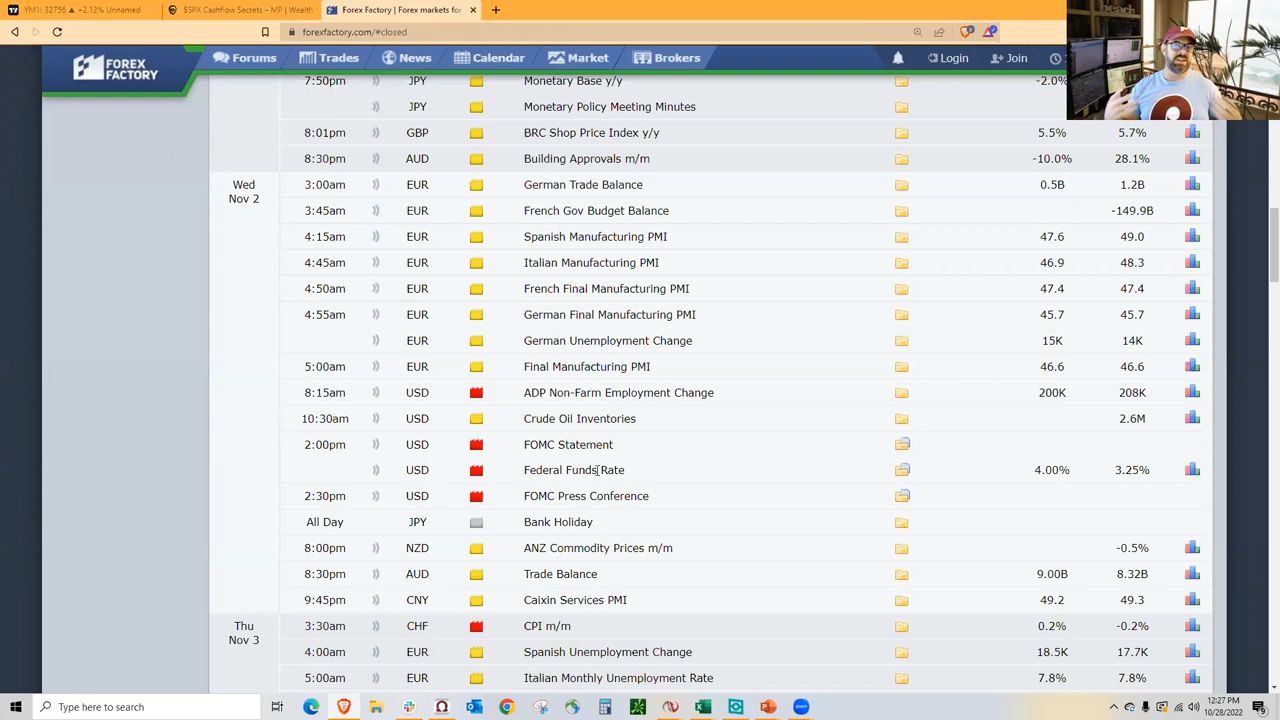 YM1! 32756 ▲ +2.12% Unnamed
$SPX Cashflow Secrets – MP | Wealth
Forex Factory | Forex markets for
forexfactory.com/#closed
FOREX FACTORY
Forums
Trades
News
Calendar
Market
Brokers
Login
Join
7:50pm JPY Monetary Base y/y -2.0%
JPY Monetary Policy Meeting Minutes
8:01pm GBP BRC Shop Price Index y/y 5.5% 5.7%
8:30pm AUD Building Approvals m/m -10.0% 28.1%
Wed Nov 2 3:00am EUR German Trade Balance 0.5B 1.2B
3:45am EUR French Gov Budget Balance -149.9B
4:15am EUR Spanish Manufacturing PMI 47.6 49.0
4:45am EUR Italian Manufacturing PMI 46.9 48.3
4:50am EUR French Final Manufacturing PMI 47.4 47.4
4:55am EUR German Final Manufacturing PMI 45.7 45.7
EUR German Unemployment Change 15K 14K
5:00am EUR Final Manufacturing PMI 46.6 46.6
8:15am USD ADP Non-Farm Employment Change 200K 208K
10:30am USD Crude Oil Inventories 2.6M
2:00pm USD FOMC Statement
USD Federal Funds Rate 4.00% 3.25%
2:30pm USD FOMC Press Conference
All Day JPY Bank Holiday
8:00pm NZD ANZ Commodity Prices m/m -0.5%
8:30pm AUD Trade Balance 9.00B 8.32B
9:45pm CNY Caixin Services PMI 49.2 49.3
Thu Nov 3 3:30am CHF CPI m/m 0.2% -0.2%
4:00am EUR Spanish Unemployment Change 18.5K 17.7K
5:00am EUR Italian Monthly Unemployment Rate 7.8% 7.8%
Type here to search
12:27 PM
10/28/2022